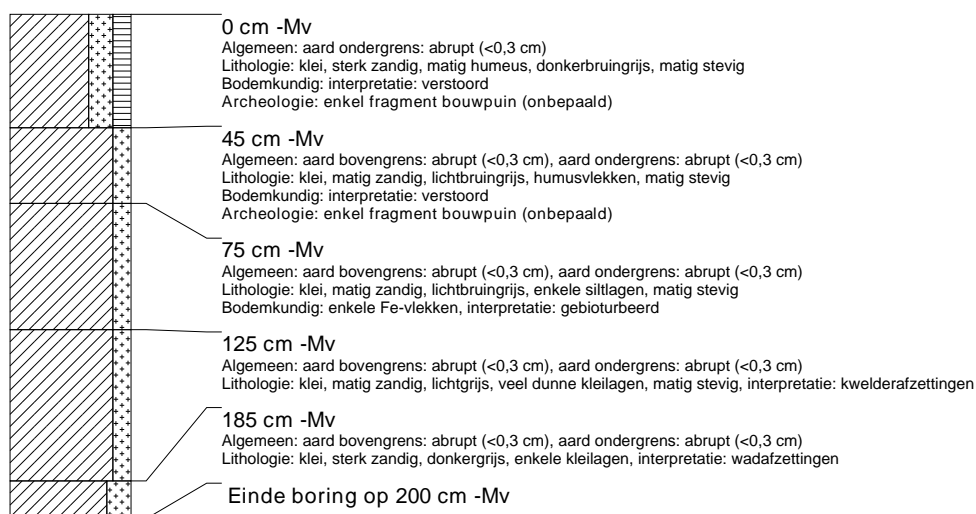 0 cm -Mv
Algemeen: aard ondergrens: abrupt (<0,3 cm)
Lithologie: klei, sterk zandig, matig humeus, donkerbruingrijs, matig stevig
Bodemkundig: interpretatie: verstoord
Archeologie: enkel fragment bouwpuin (onbepaald)
45 cm -Mv
Algemeen: aard bovengrens: abrupt (<0,3 cm), aard ondergrens: abrupt (<0,3 cm)
Lithologie: klei, matig zandig, lichtbruingrijs, humusvlekken, matig stevig
Bodemkundig: interpretatie: verstoord
Archeologie: enkel fragment bouwpuin (onbepaald)
75 cm -Mv
Algemeen: aard bovengrens: abrupt (<0,3 cm), aard ondergrens: abrupt (<0,3 cm)
Lithologie: klei, matig zandig, lichtbruingrijs, enkele siltlagen, matig stevig
Bodemkundig: enkele Fe-vlekken, interpretatie: gebioturbeerd
125 cm -Mv
Algemeen: aard bovengrens: abrupt (<0,3 cm), aard ondergrens: abrupt (<0,3 cm)
Lithologie: klei, matig zandig, lichtgrijs, veel dunne kleilagen, matig stevig, interpretatie: kwelderafzettingen
185 cm -Mv
Algemeen: aard bovengrens: abrupt (<0,3 cm), aard ondergrens: abrupt (<0,3 cm)
Lithologie: klei, sterk zandig, donkergrijs, enkele kleilagen, interpretatie: wadafzettingen
Einde boring op 200 cm -Mv